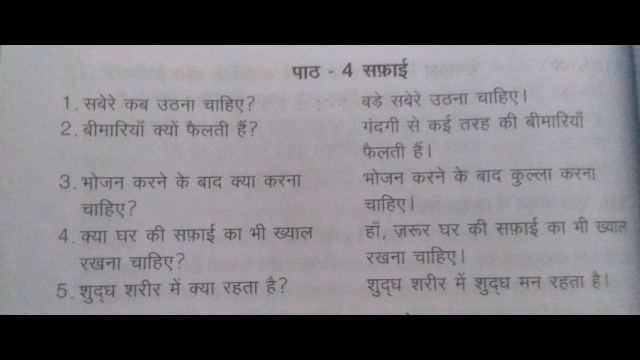 पाठ - 4 सफ़ाई
1. सबेरे कब उठना चाहिए? बड़े सबेरे उठना चाहिए।
2. बीमारियाँ क्यों फैलती हैं? गंदगी से कई तरह की बीमारियाँ
फैलती हैं।
3. भोजन करने के बाद क्या करना भोजन करने के बाद कुल्ला करना
चाहिए? चाहिए।
4. क्या घर की सफ़ाई का भी ख्याल हाँ, ज़रूर घर की सफ़ाई का भी ख्याल
रखना चाहिए? रखना चाहिए।
5. शुद्ध शरीर में क्या रहता है? शुद्ध शरीर में शुद्ध मन रहता है।